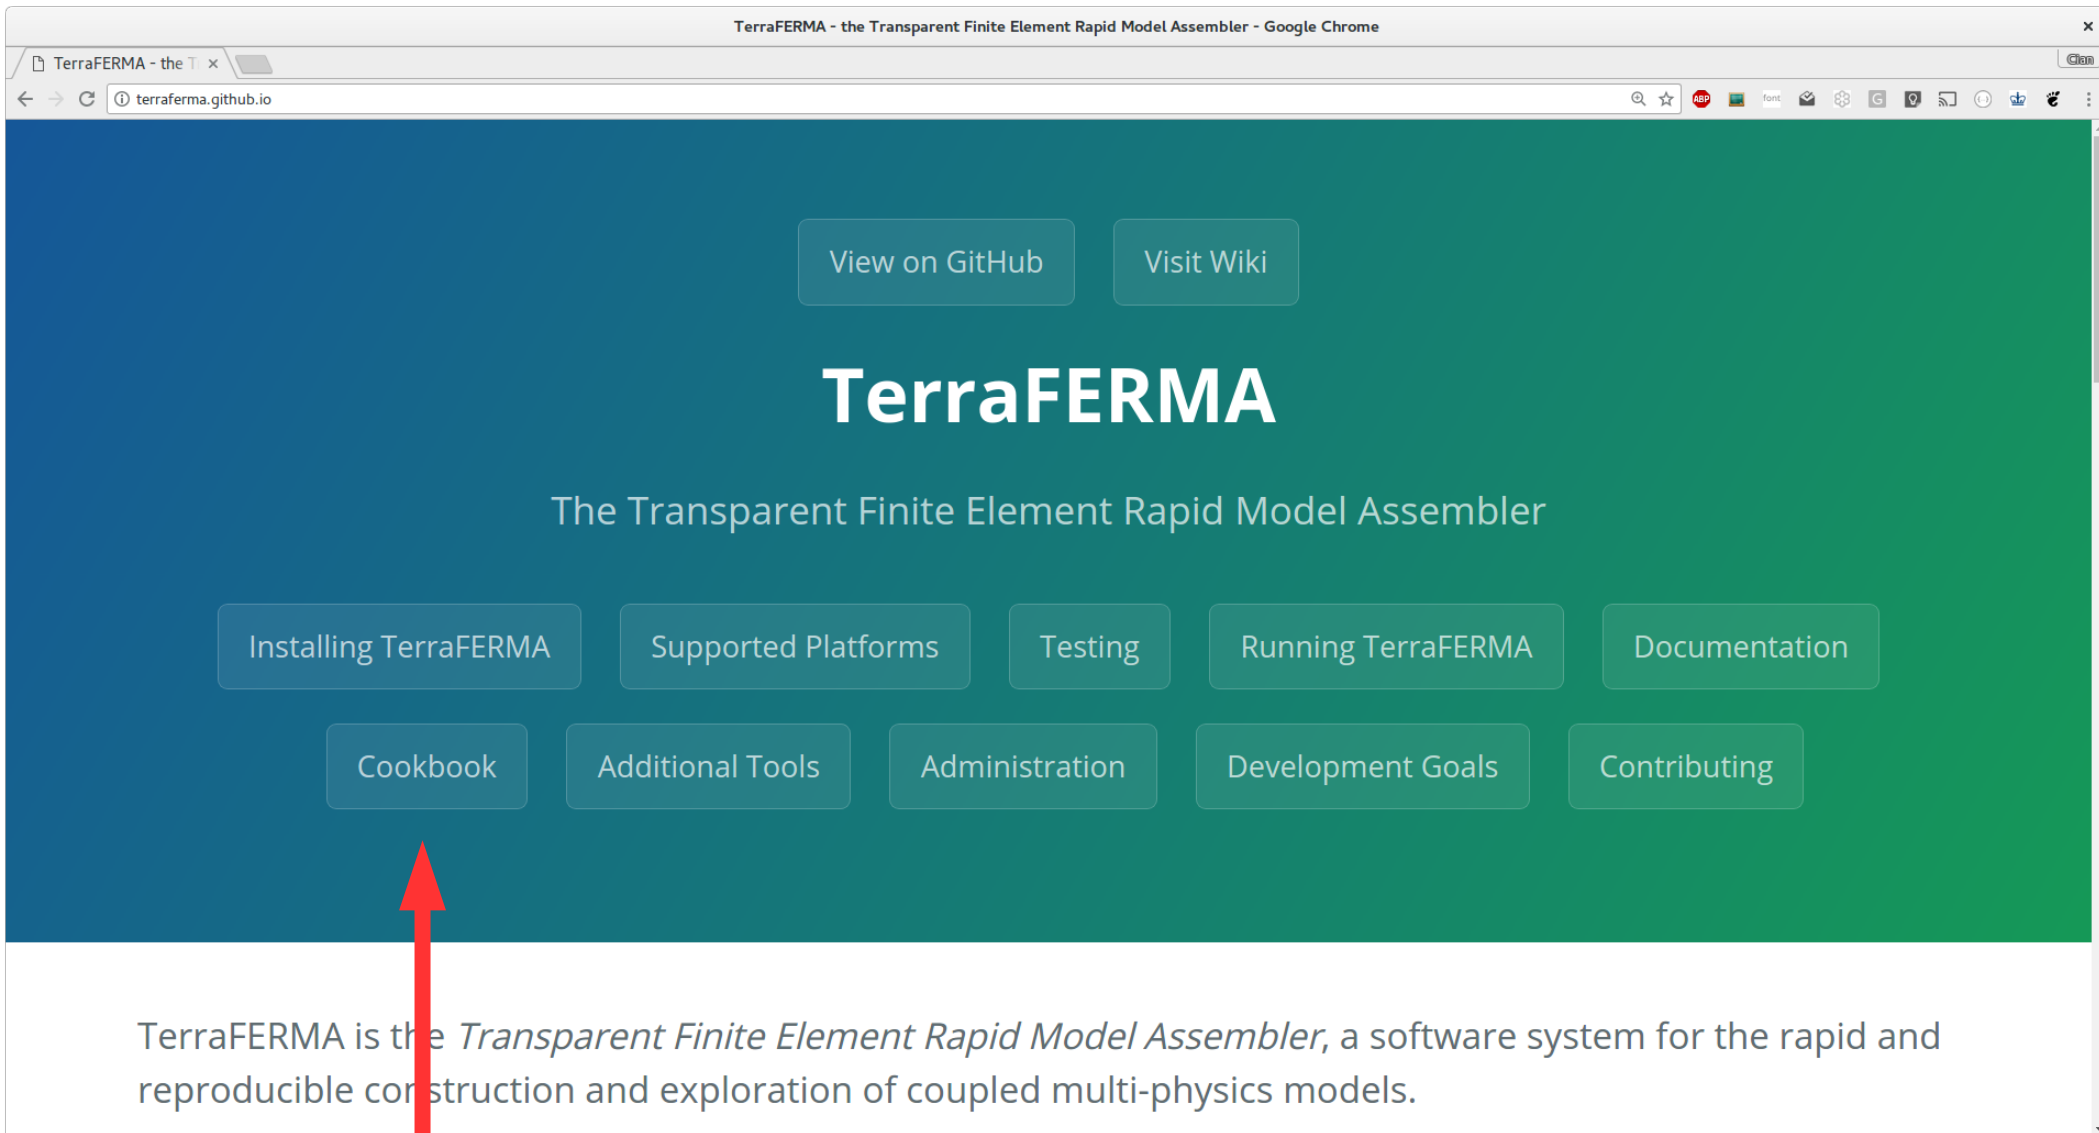 TerraFERMA - the Transparent Finite Element Rapid Model Assembler - Google Chrome
TerraFERMA - the T
Cian
terraferma.github.io
ABP
font
G
View on GitHub
Visit Wiki
TerraFERMA
The Transparent Finite Element Rapid Model Assembler
Installing TerraFERMA
Supported Platforms
Testing
Running TerraFERMA
Documentation
Cookbook
Additional Tools
Administration
Development Goals
Contributing
TerraFERMA is the Transparent Finite Element Rapid Model Assembler, a software system for the rapid and
reproducible construction and exploration of coupled multi-physics models.